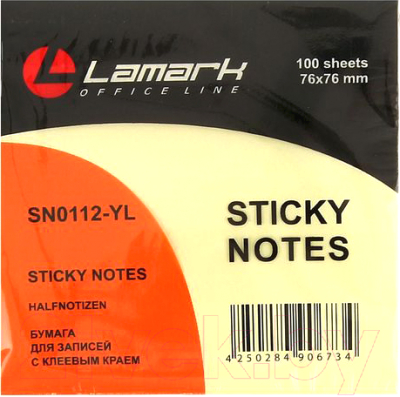 Lamark
OFFICE LINE
100 sheets
76x76 mm
SN0112-YL
STICKY
NOTES
STICKY NOTES
HALFNOTIZEN
БУМАГА
ДЛЯ ЗАПИСЕЙ
С КЛЕЕВЫМ КРАЕМ
4 250284 906734